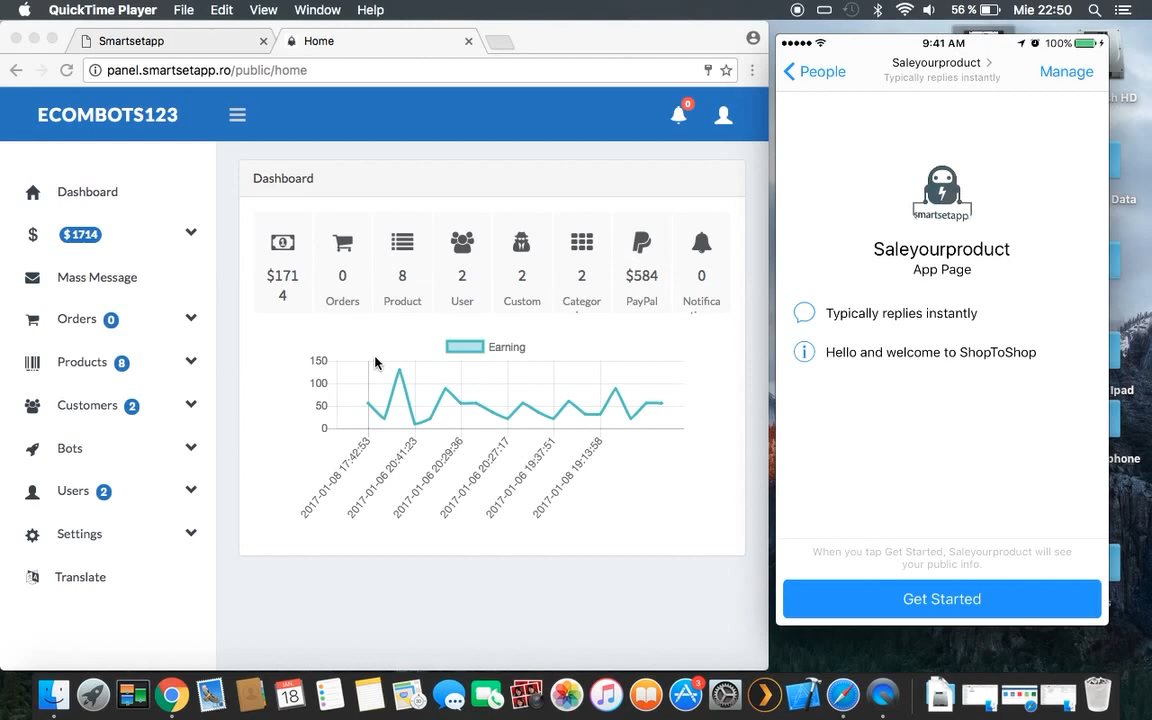 QuickTime Player File Edit View Window Help 56 % Mie 22:50
Smartsetapp
Home
panel.smartsetapp.ro/public/home
ECOMBOTS123
0
Dashboard
$ 1714
Mass Message
Orders 0
Products 8
Customers 2
Bots
Users 2
Settings
Translate
Dashboard
$171
4
0
Orders
8
Product
2
User
2
Custom
2
Categor
$584
PayPal
0
Notifica
Earning
150
100
50
0
2017-01-08 17:42:53
2017-01-06 20:41:23
2017-01-06 20:29:36
2017-01-06 20:27:17
2017-01-06 19:37:51
2017-01-08 19:13:58
9:41 AM 100%
People
Saleyourproduct
Typically replies instantly
Manage
smartsetapp
Saleyourproduct
App Page
Typically replies instantly
Hello and welcome to ShopToShop
When you tap Get Started, Saleyourproduct will see
your public info.
Get Started
HD
Data
Ipad
phone
JAN
18
3